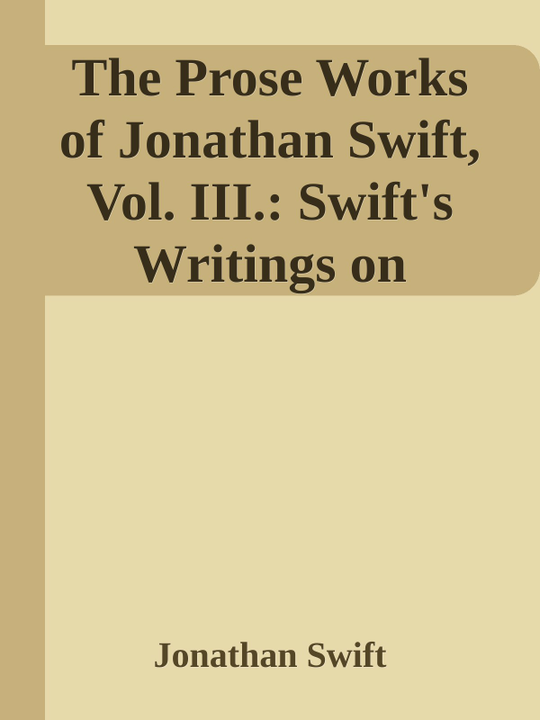 The Prose Works
of Jonathan Swift,
Vol. III.: Swift's
Writings on
Jonathan Swift